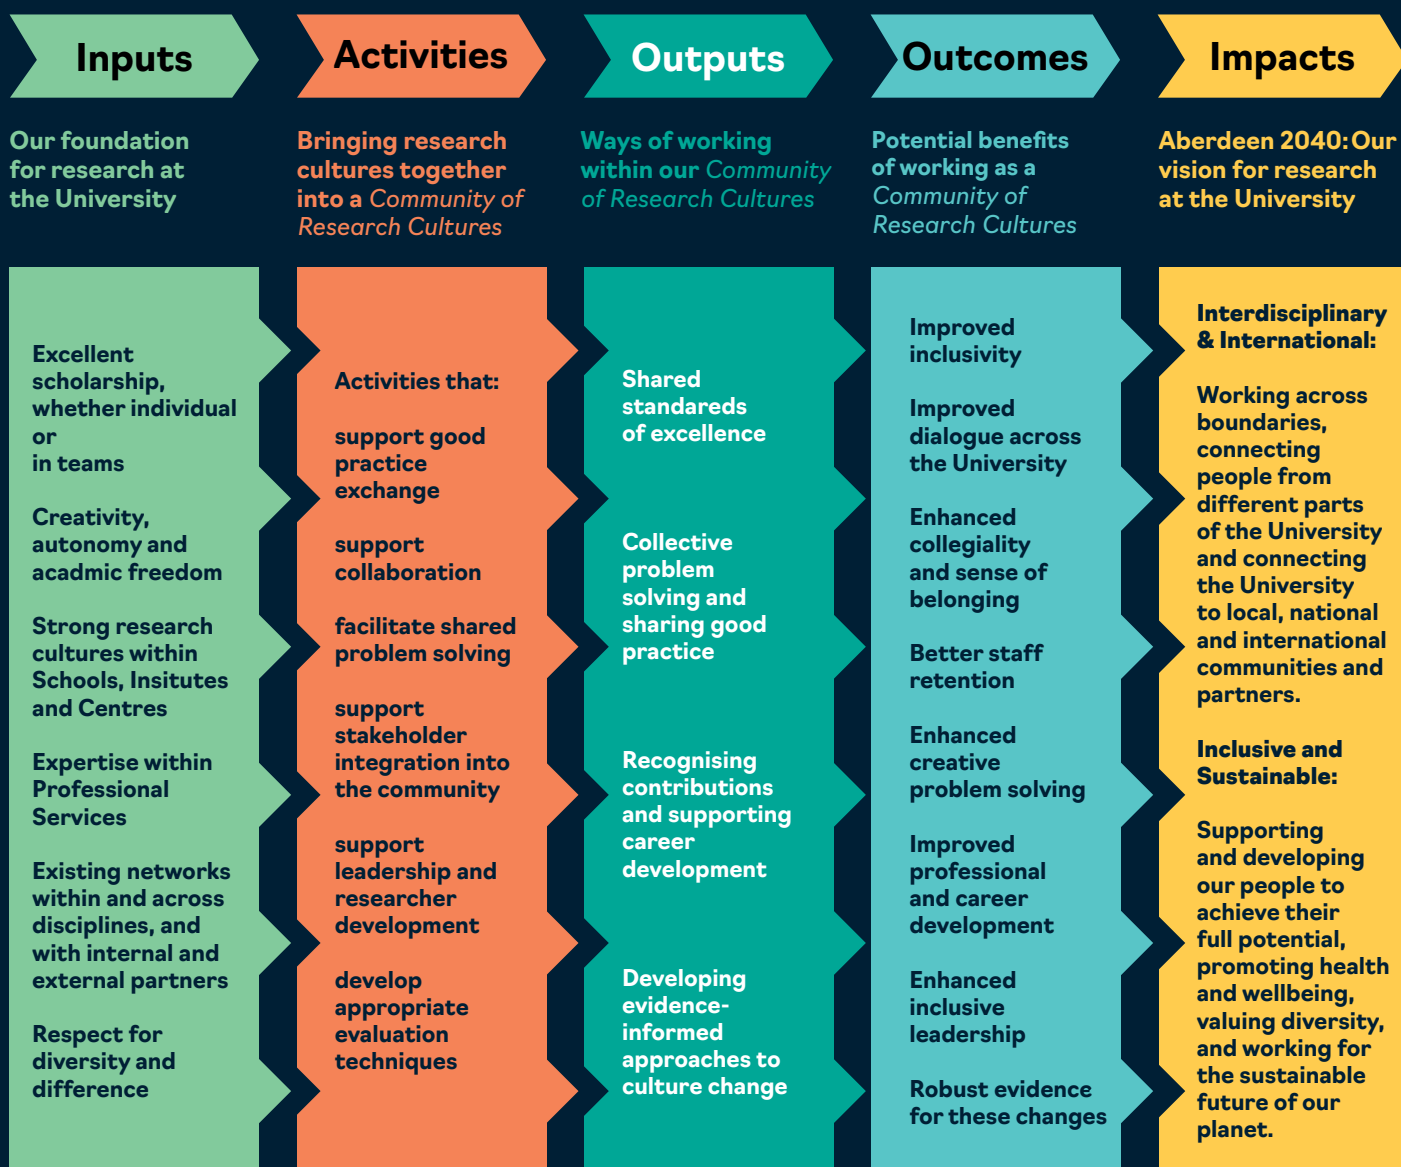 Inputs
Activities
Outputs
Outcomes
Impacts
Our foundation
for research at
the University
Bringing research
cultures together
into a Community of
Research Cultures
Ways of working
within our Community
of Research Cultures
Potential benefits
of working as a
Community of
Research Cultures
Aberdeen 2040: Our
vision for research
at the University
Excellent
scholarship,
whether individual
or
in teams
Creativity,
autonomy and
acadmic freedom
Strong research
cultures within
Schools, Insitutes
and Centres
Expertise within
Professional
Services
Existing networks
within and across
disciplines, and
with internal and
external partners
Respect for
diversity and
difference
Activities that:
support good
practice
exchange
support
collaboration
facilitate shared
problem solving
support
stakeholder
integration into
the community
support
leadership and
researcher
development
develop
appropriate
evaluation
techniques
Shared
standareds
of excellence
Collective
problem
solving and
sharing good
practice
Recognising
contributions
and supporting
career
development
Developing
evidence-
informed
approaches to
culture change
Improved
inclusivity
Improved
dialogue across
the University
Enhanced
collegiality
and sense of
belonging
Better staff
retention
Enhanced
creative
problem solving
Improved
professional
and career
development
Enhanced
inclusive
leadership
Robust evidence
for these changes
Interdisciplinary
& International:
Working across
boundaries,
connecting
people from
different parts
of the University
and connecting
the University
to local, national
and international
communities and
partners.
Inclusive and
Sustainable:
Supporting
and developing
our people to
achieve their
full potential,
promoting health
and wellbeing,
valuing diversity,
and working for
the sustainable
future of our
planet.